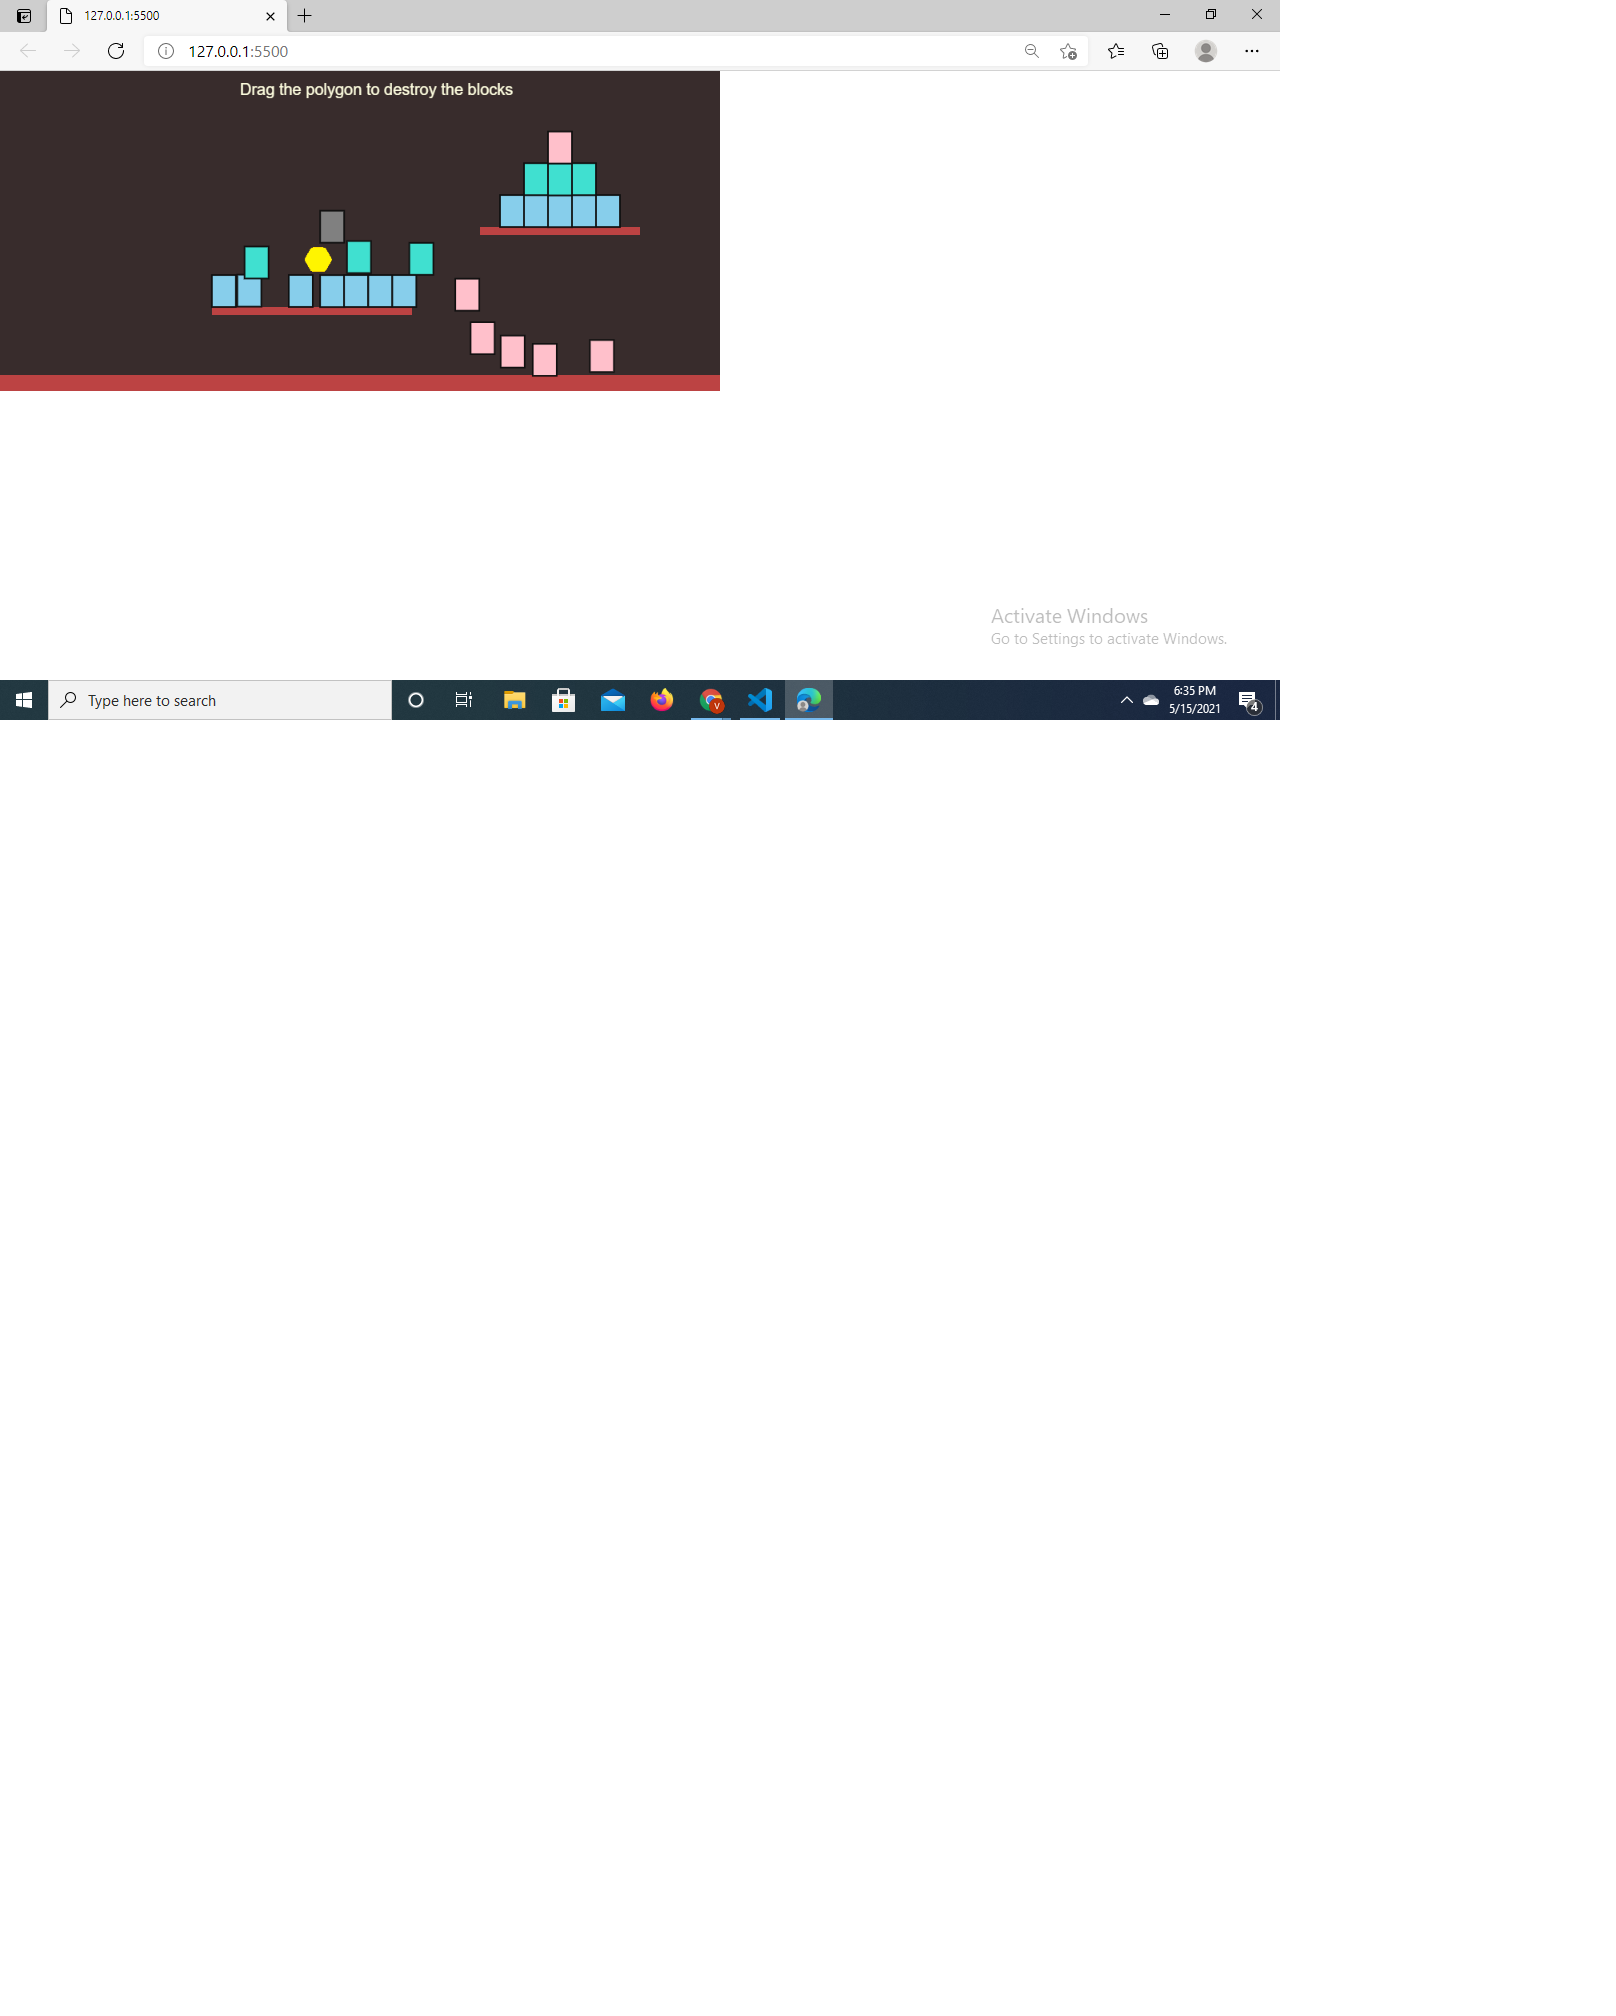 127.0.0.1:5500
127.0.0.1:5500
Drag the polygon to destroy the blocks
Activate Windows
Go to Settings to activate Windows.
Type here to search
V
6:35 PM
5/15/2021
4